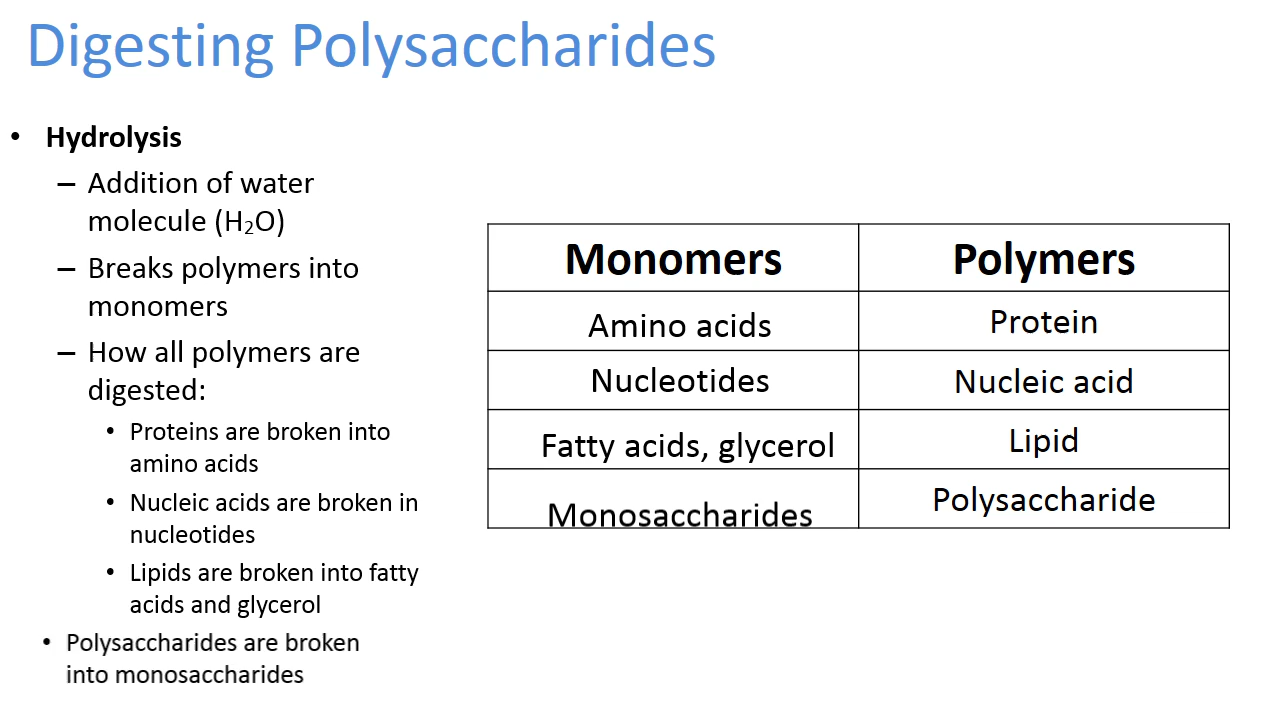 Digesting Polysaccharides
• Hydrolysis
– Addition of water
molecule (H₂O)
– Breaks polymers into
monomers
– How all polymers are
digested:
• Proteins are broken into
amino acids
• Nucleic acids are broken in
nucleotides
• Lipids are broken into fatty
acids and glycerol
• Polysaccharides are broken
into monosaccharides
Monomers Polymers
Amino acids Protein
Nucleotides Nucleic acid
Fatty acids, glycerol Lipid
Monosaccharides Polysaccharide